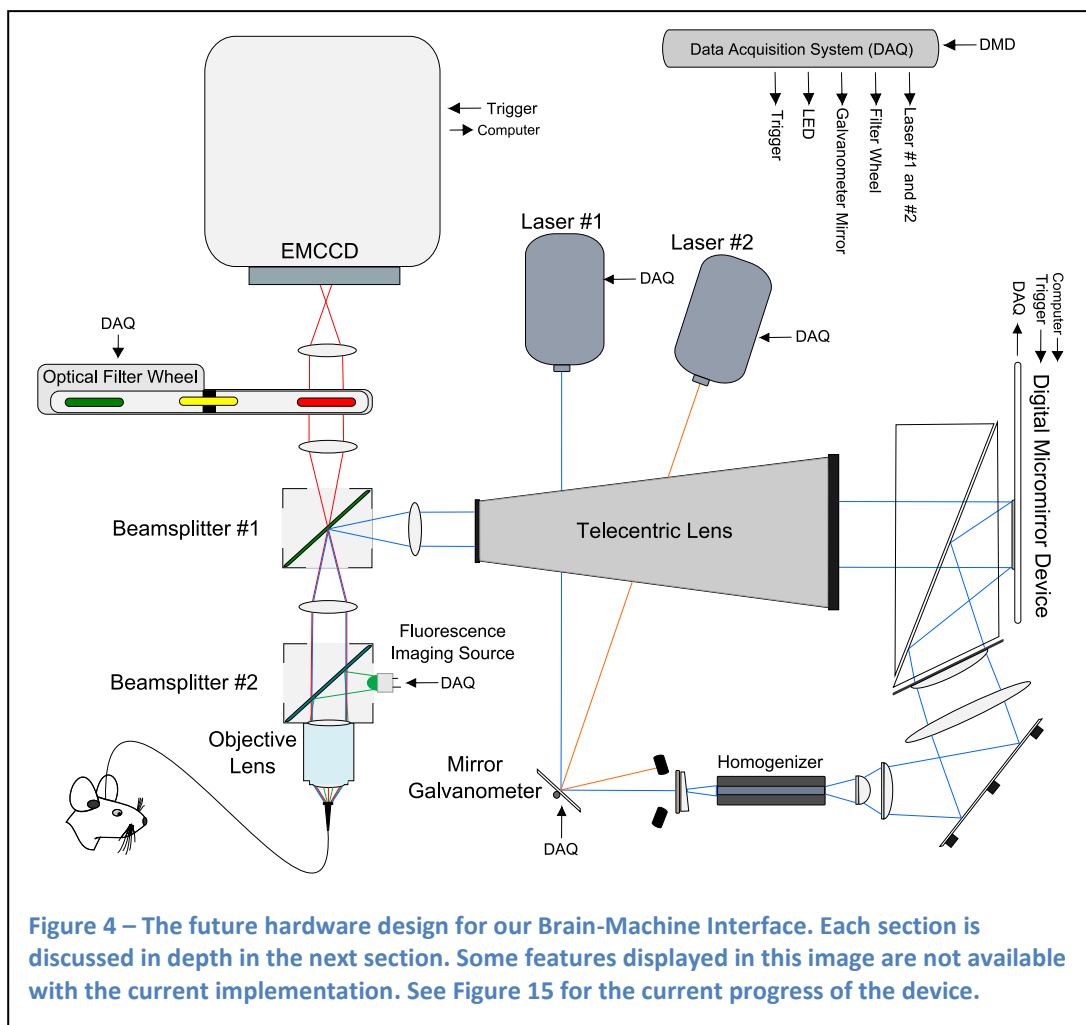 Data Acquisition System (DAQ)
DMD
Trigger
LED
Galvanometer Mirror
Filter Wheel
Laser #1 and #2
Trigger
Computer
EMCCD
Laser #1
DAQ
Laser #2
DAQ
DAQ
Optical Filter Wheel
Computer
Trigger
DAQ
Digital Micromirror Device
Beamsplitter #1
Telecentric Lens
Fluorescence
Imaging Source
DAQ
Beamsplitter #2
Objective
Lens
Mirror
Galvanometer
DAQ
Homogenizer
Figure 4 – The future hardware design for our Brain-Machine Interface. Each section is
discussed in depth in the next section. Some features displayed in this image are not available
with the current implementation. See Figure 15 for the current progress of the device.